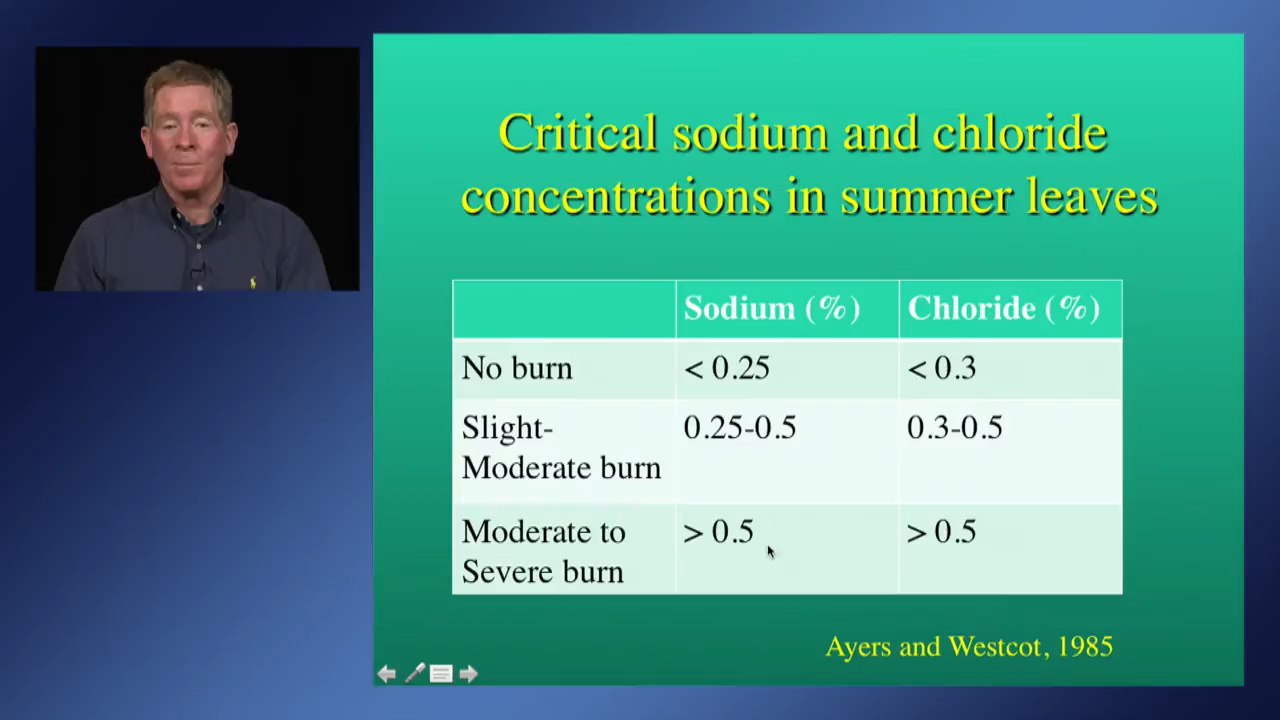 Critical sodium and chloride
concentrations in summer leaves
Sodium (%) Chloride (%)
No burn < 0.25 < 0.3
Slight- 0.25-0.5 0.3-0.5
Moderate burn
Moderate to > 0.5 > 0.5
Severe burn
Ayers and Westcot, 1985